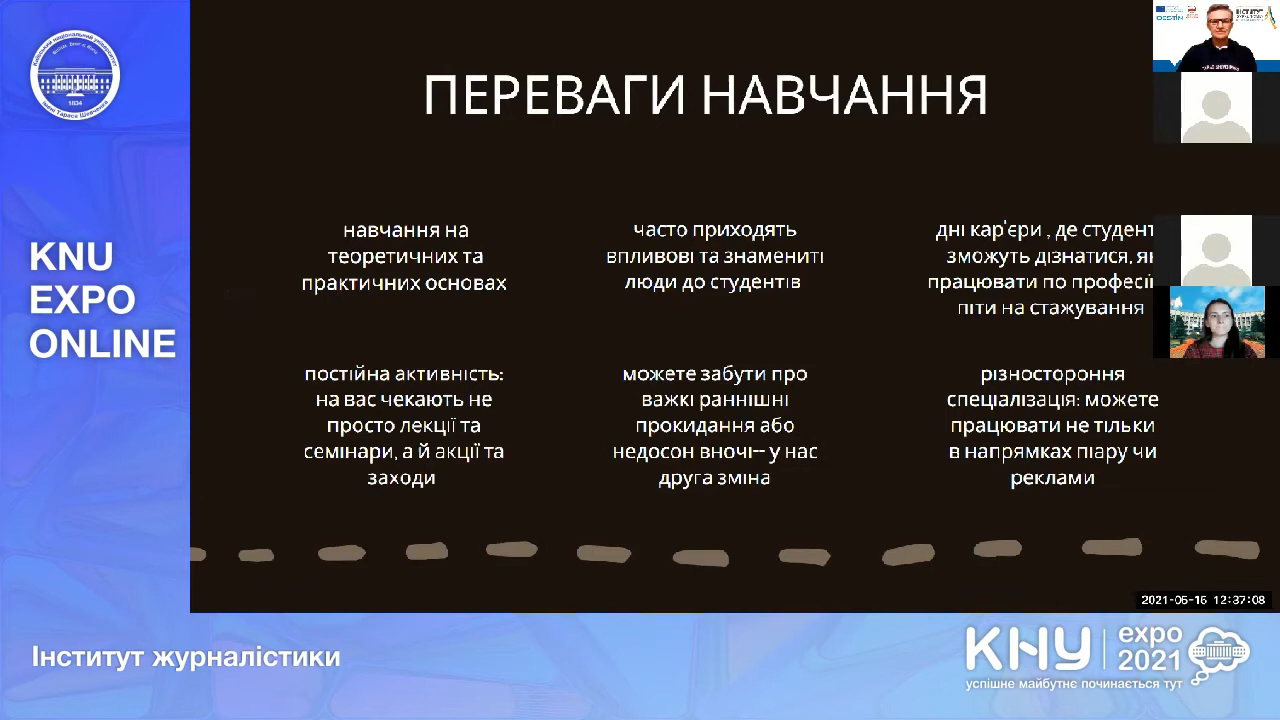 1834
KNU
EXPO
ONLINE
ПЕРЕВАГИ НАВЧАННЯ
навчання на
теоретичних та
практичних основах
часто приходять
впливові та знамениті
люди до студентів
дні кар'єри , де студент
зможуть дізнатися,
працювати по
піти на стажування
постійна активність:
на вас чекають не
просто лекції та
семінари, а й акції та
заходи
можете забути про
важкі раннішні
прокидання або
недосон вночі-- у нас
друга зміна
різностороння
спеціалізація: можете
працювати не тільки
в напрямках піару чи
реклами
2021-06-16 12:37:08
Інститут журналістики
КНУ
expo
2021
успішне майбутнє починається тут